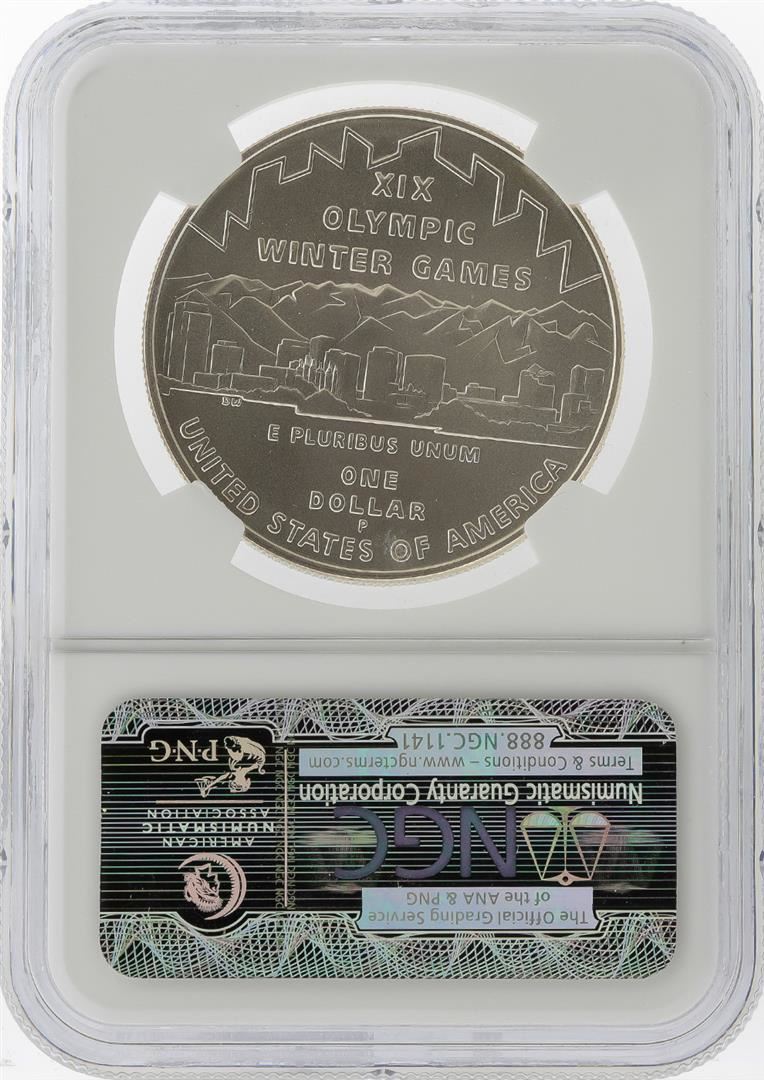 XIX
OLYMPIC
WINTER GAMES
DW
E PLURIBUS UNUM
ONE
DOLLAR
P
UNITED STATES OF AMERICA
The Official Grading Service
of the ANA & PNG
NGC
Numismatic Guaranty Corporation
Terms & Conditions – www.ngcterms.com
888.NGC.1141
AMERICAN
NUMISMATIC
ASSOCIATION
P·N·G